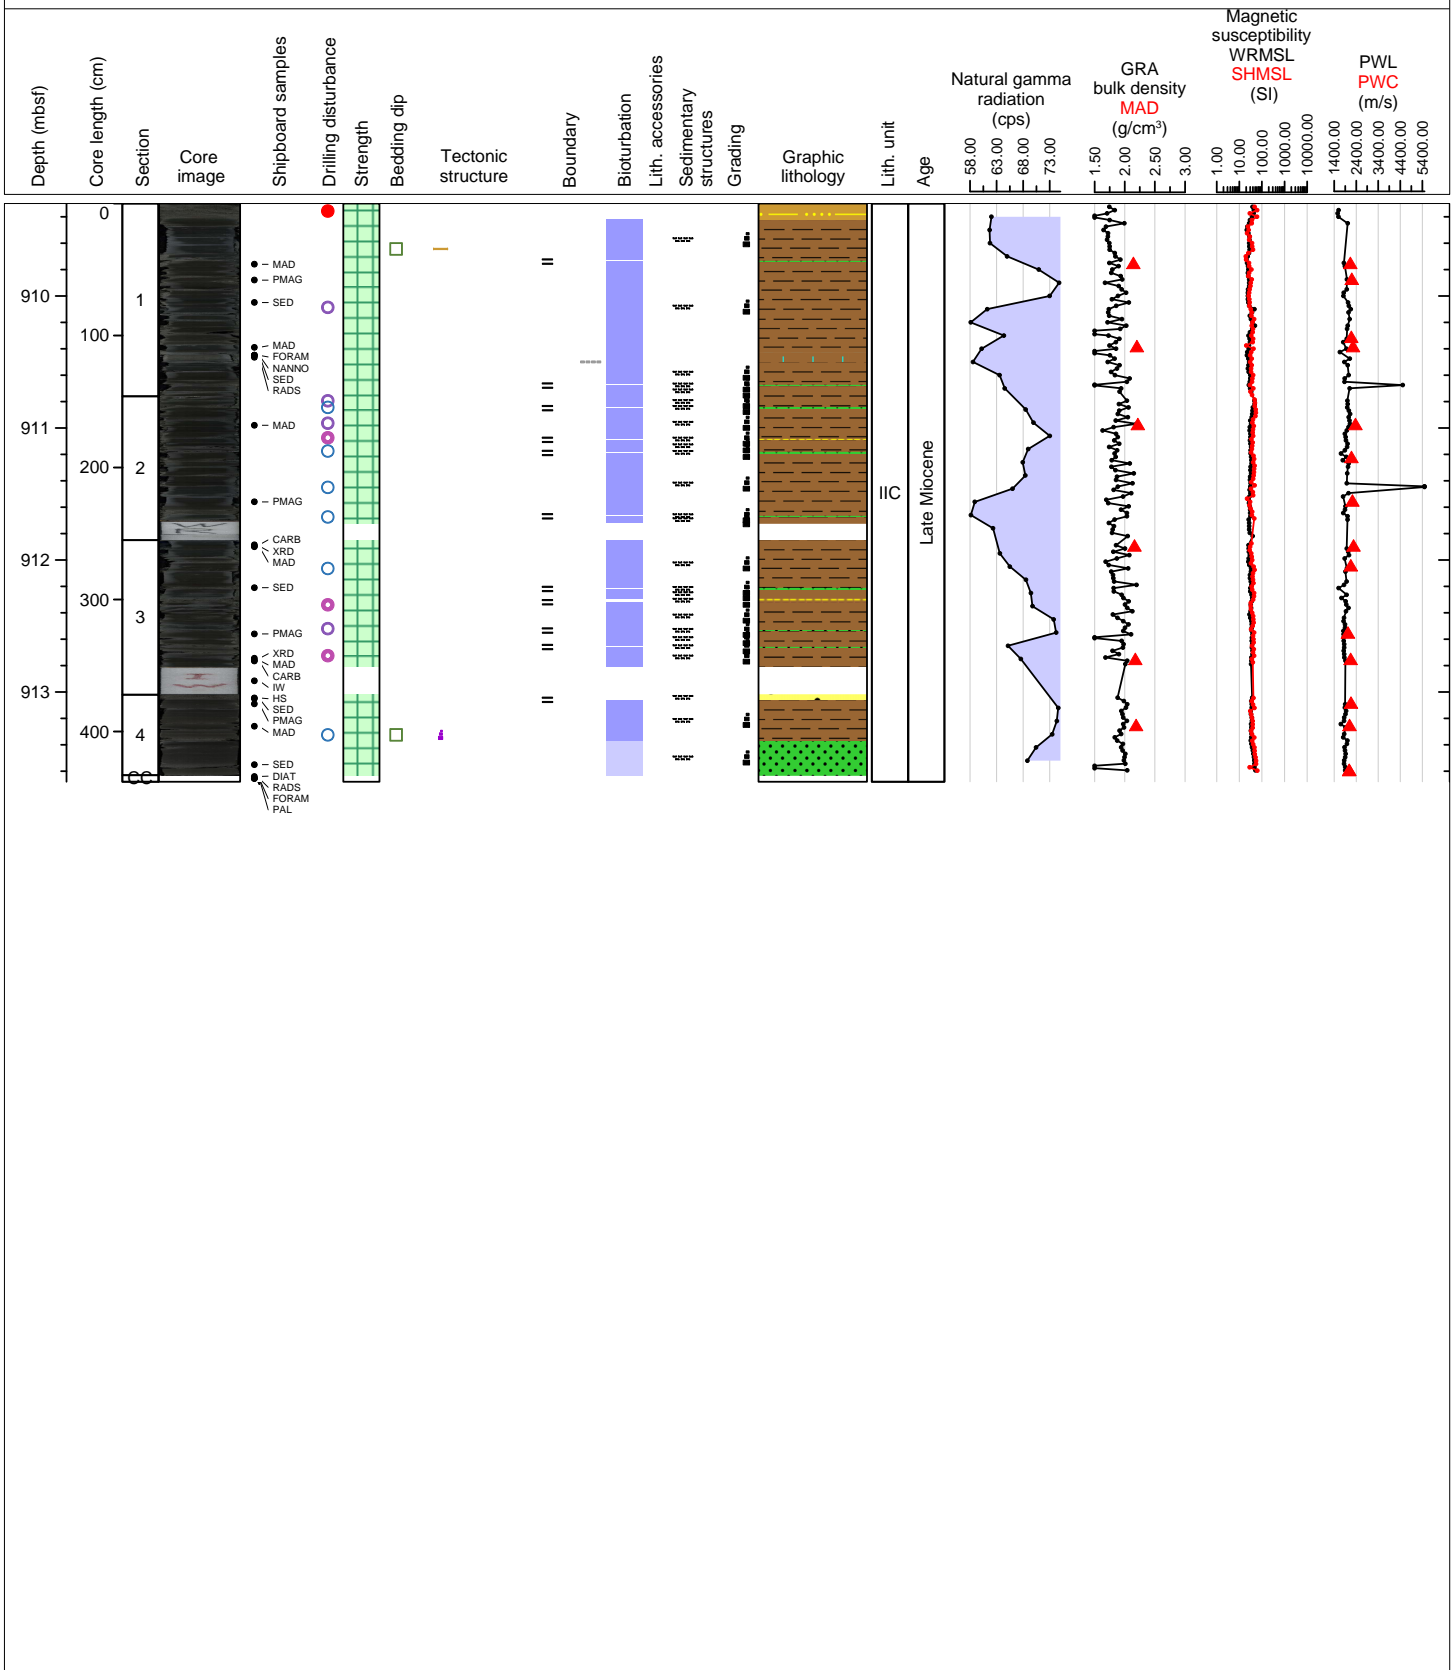 Depth (mbsf)
Core length (cm)
Section
Core
image
Shipboard samples
Drilling disturbance
Strength
Bedding dip
Tectonic
structure
Boundary
Bioturbation
Lith. accessories
Sedimentary
structures
Grading
Graphic
lithology
Lith. unit
Age
Natural gamma
radiation
(cps)
58.00
63.00
68.00
73.00
GRA
bulk density
MAD
(g/cm³)
1.50
2.00
2.50
3.00
Magnetic
susceptibility
WRMSL
SHMSL
(SI)
1.00
10.00
100.00
1000.00
10000.00
PWL
PWC
(m/s)
1400.00
2400.00
3400.00
4400.00
5400.00
910
911
912
913
0
100
200
300
400
1
2
3
4
CC
MAD
PMAG
SED
MAD
FORAM
NANNO
SED
RADS
MAD
PMAG
CARB
XRD
MAD
SED
PMAG
XRD
MAD
CARB
IW
HS
SED
PMAG
MAD
SED
DIAT
RADS
FORAM
PAL
IIC
Late Miocene